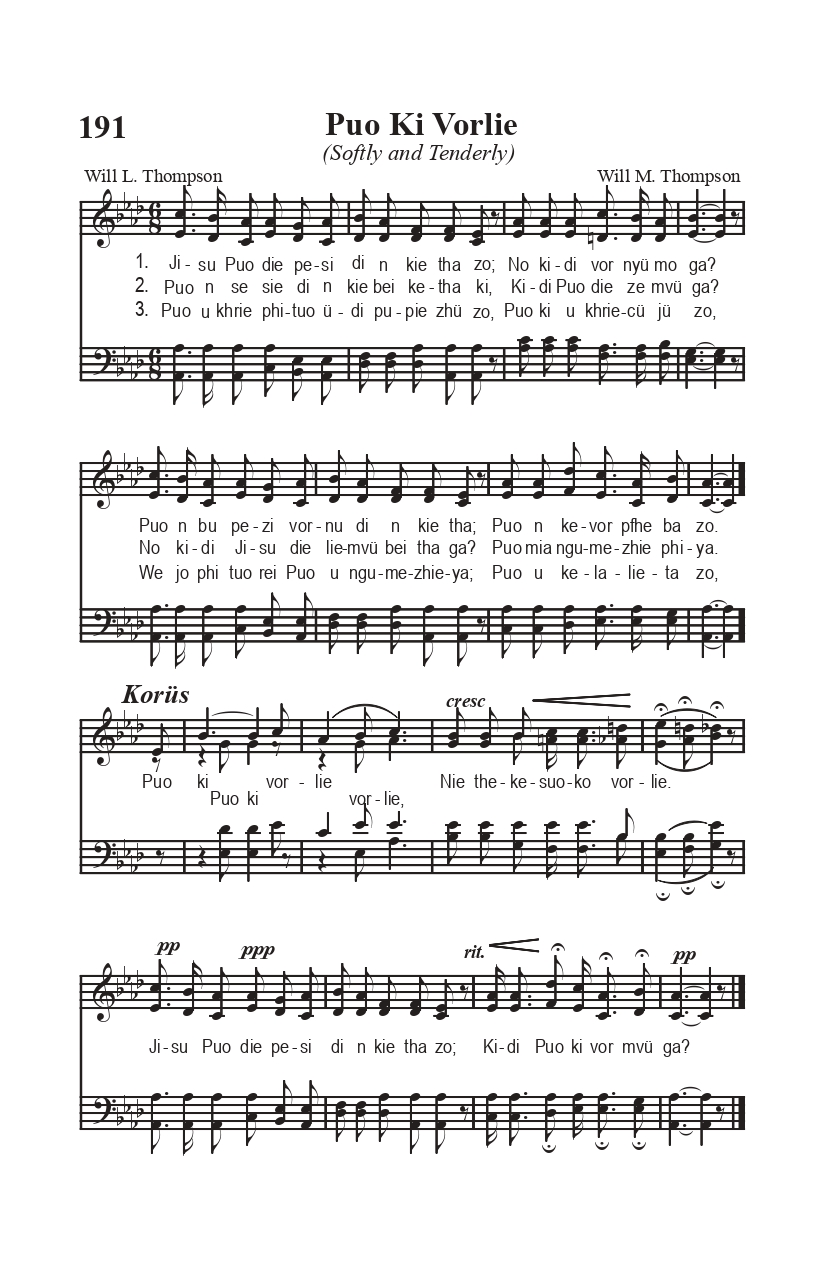 191
Puo Ki Vorlie
(Softly and Tenderly)
Will L. Thompson Will M. Thompson
1. Ji - su Puo die pe - si di n kie tha zo; No ki - di vor nyü mo ga?
2. Puo n se sie di n kie bei ke - tha ki, Ki - di Puo die ze mvü ga?
3. Puo u khrie phi - tuo ü - di pu - pie zhü zo, Puo ki u khrie - cü jü zo,
Puo n bu pe - zi vor - nu di n kie tha; Puo n ke - vor pfhe ba zo.
No ki - di Ji - su die lie - mvü bei tha ga? Puo mia ngu - me - zhie phi - ya.
We jo phi tuo rei Puo u ngu - me - zhie - ya; Puo u ke - la - lie - ta zo,
Korüs
cresc
Puo ki vor - lie Nie the - ke - suo - ko vor - lie.
Puo ki vor - lie,
pp ppp rit. pp
Ji - su Puo die pe - si di n kie tha zo; Ki - di Puo ki vor mvü ga?